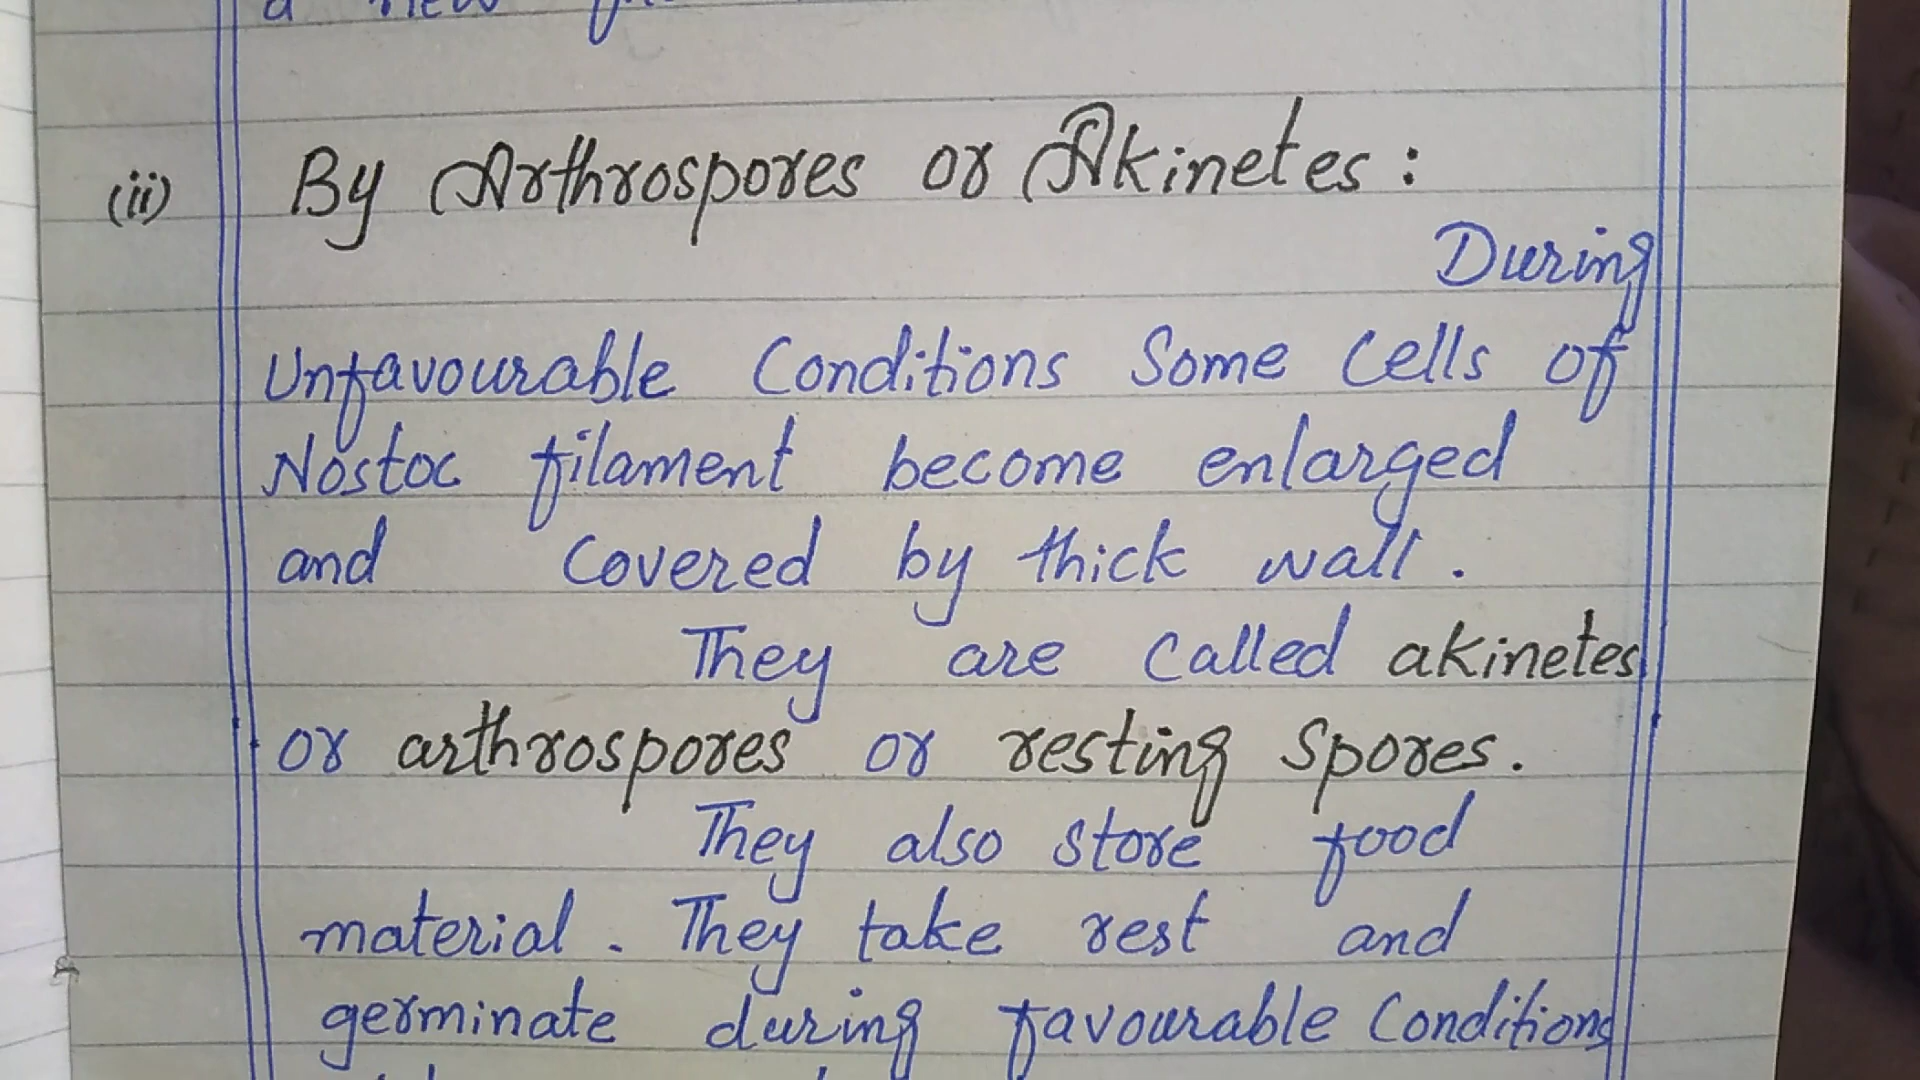 a new
(ii) By Arthrospores or Akinetes:
During
Unfavourable Conditions Some Cells of
Nostoc filament become enlarged
and Covered by thick wall.
They are Called akinetes
or arthrospores or resting Spores.
They also store food
material. They take rest and
germinate during favourable Conditions